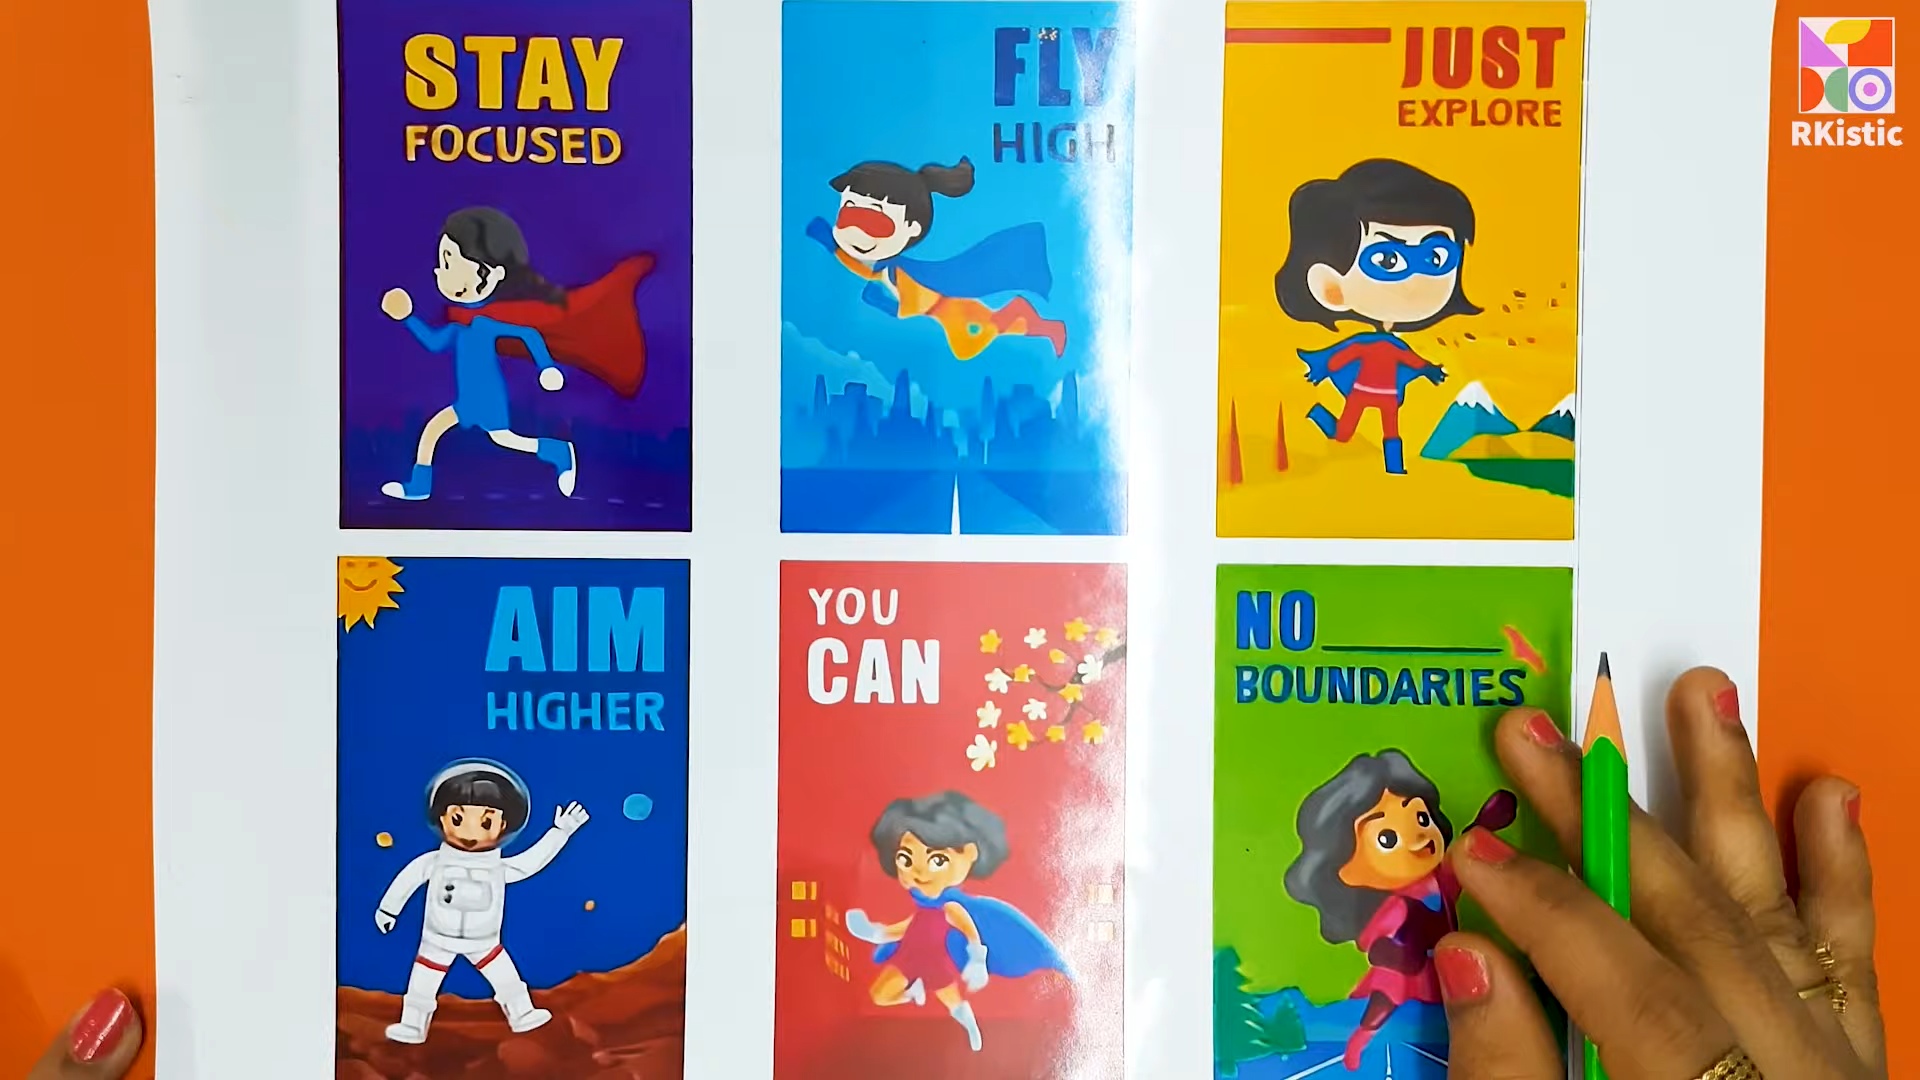 STAY
FOCUSED
FLY
HIGH
JUST
EXPLORE
AIM
HIGHER
YOU
CAN
NO
BOUNDARIES
RKistic